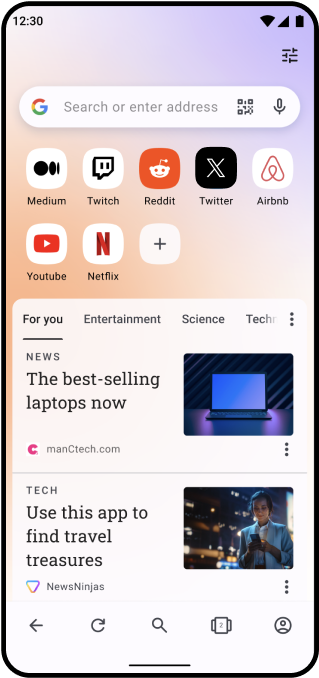 12:30
Search or enter address
Medium
Twitch
Reddit
Twitter
Airbnb
Youtube
Netflix
For you
Entertainment
Science
Techn
NEWS
The best-selling
laptops now
manCtech.com
TECH
Use this app to
find travel
treasures
NewsNinjas
2